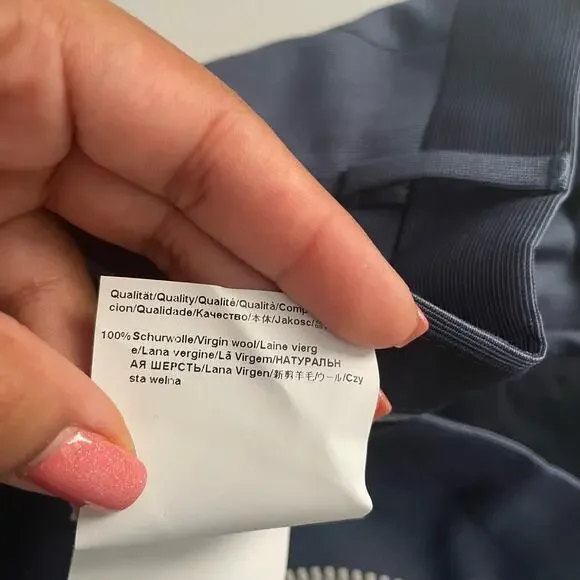 Qualität/Quality/Qualité/Qualità/Comp
cion/Qualidade/Качество/本体/Jakosc/
100% Schurwolle/Virgin wool/Laine vierg
e/Lana vergine/Lã Virgem/НАТУРАЛЬН
АЯ ШЕРСТЬ/Lana Virgen/新剪羊毛/ウール/Czy
sta welna